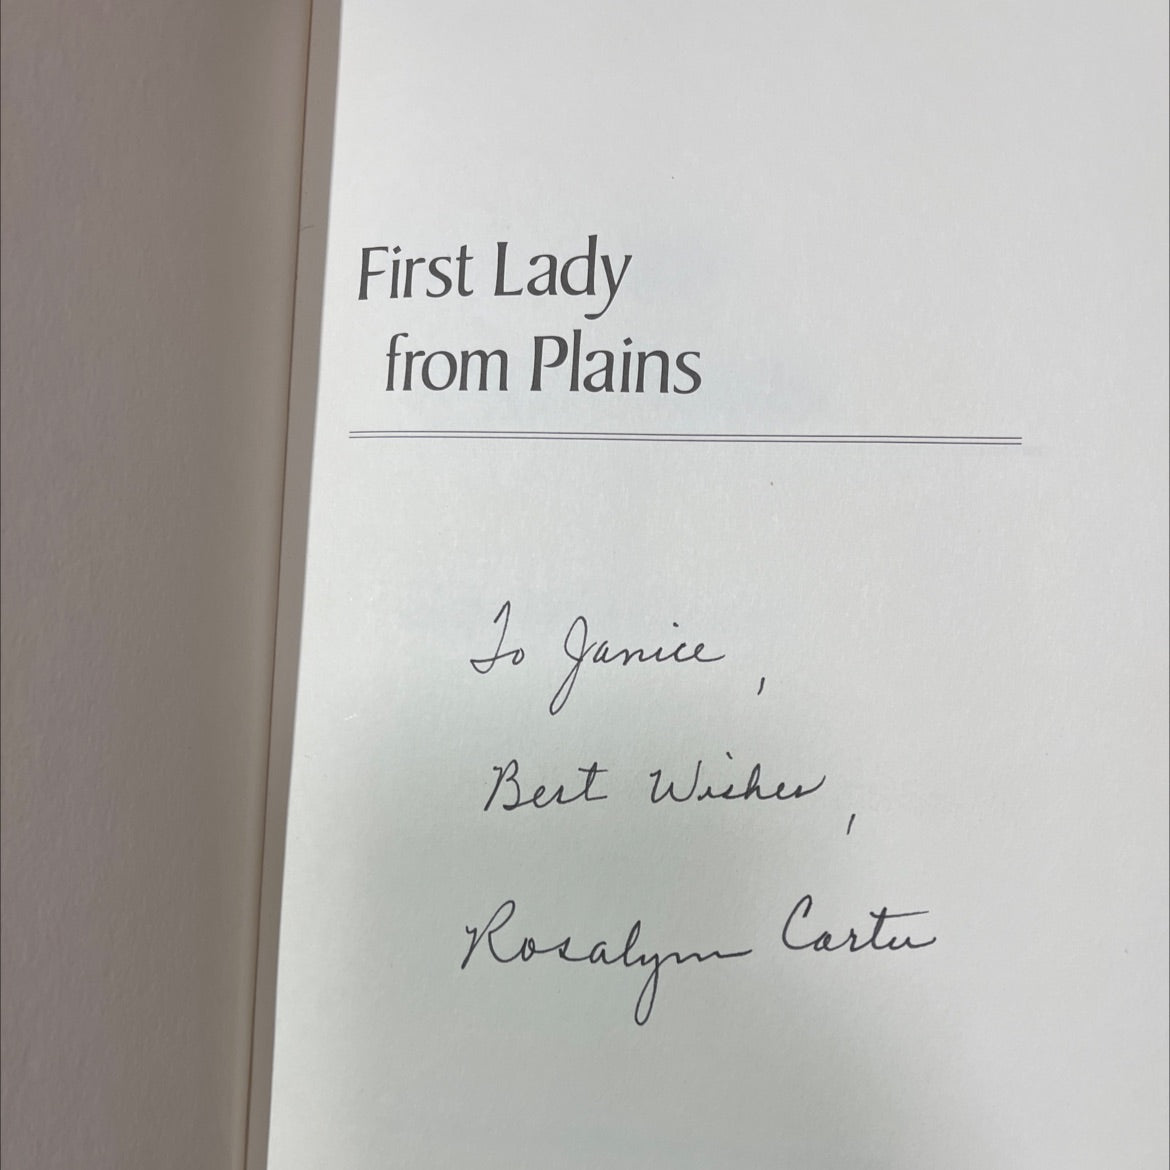 First Lady
from Plains
To Janice,
Best Wishes,
Rosalynn Carter